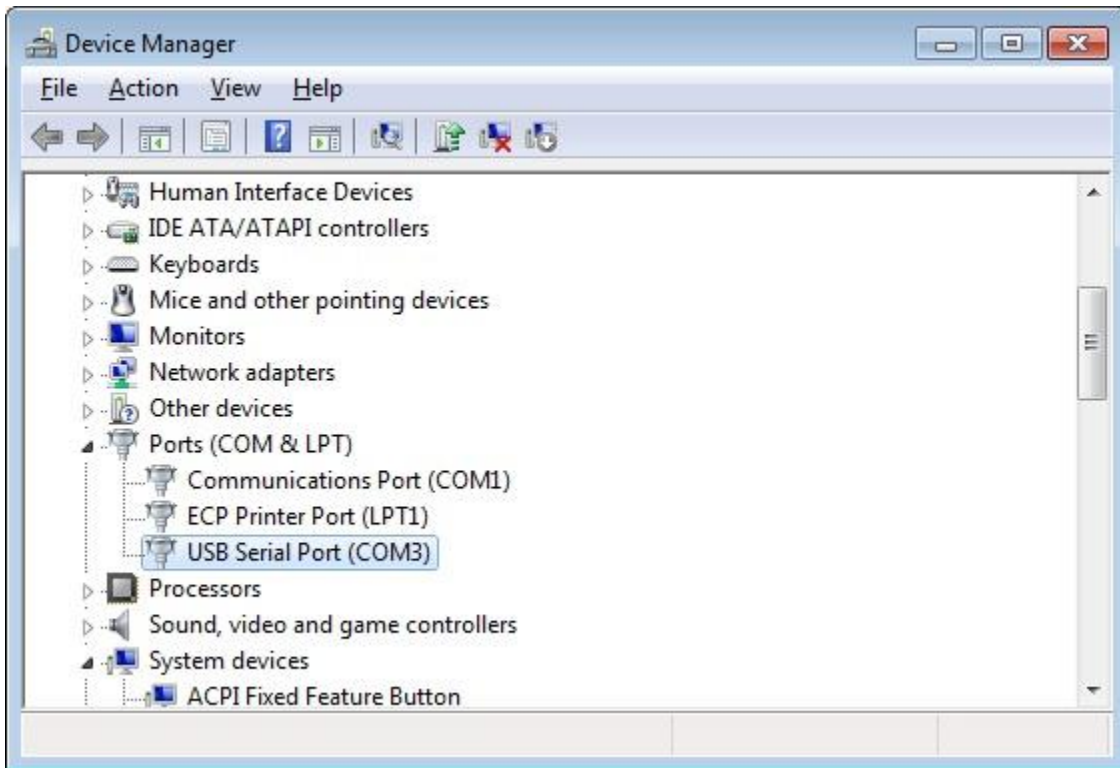 Device Manager
File Action View Help
Human Interface Devices
IDE ATA/ATAPI controllers
Keyboards
Mice and other pointing devices
Monitors
Network adapters
Other devices
Ports (COM & LPT)
Communications Port (COM1)
ECP Printer Port (LPT1)
USB Serial Port (COM3)
Processors
Sound, video and game controllers
System devices
ACPI Fixed Feature Button